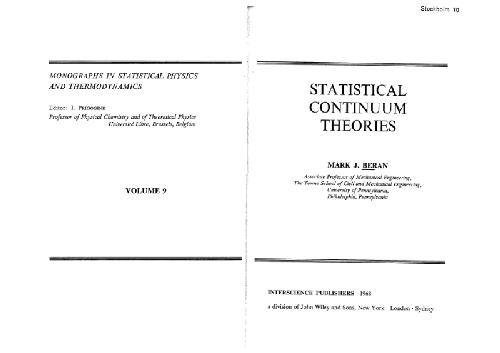 Stockholm 10
MONOGRAPHS IN STATISTICAL PHYSICS
AND THERMODYNAMICS
Editor: I. PRIGOGINE
Professor of Physical Chemistry and of Theoretical Physics
Université Libre, Brussels, Belgium
VOLUME 9
STATISTICAL
CONTINUUM
THEORIES
MARK J. BERAN
Associate Professor of Mechanical Engineering,
The Towne School of Civil and Mechanical Engineering,
University of Pennsylvania,
Philadelphia, Pennsylvania
INTERSCIENCE PUBLISHERS 1968
a division of John Wiley and Sons, New York · London · Sydney